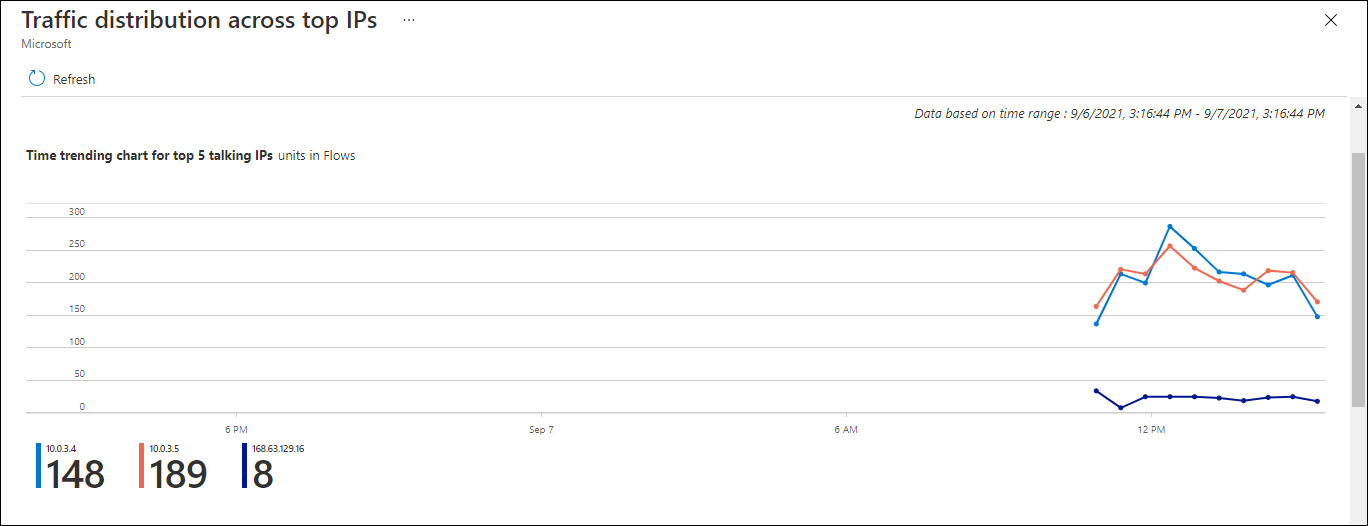 Traffic distribution across top IPs ...
Microsoft
Refresh
Data based on time range : 9/6/2021, 3:16:44 PM - 9/7/2021, 3:16:44 PM
Time trending chart for top 5 talking IPs units in Flows
300
250
200
150
100
50
0
6 PM Sep 7 6 AM 12 PM
10.0.3.4 10.0.3.5 168.63.129.16
148 189 8